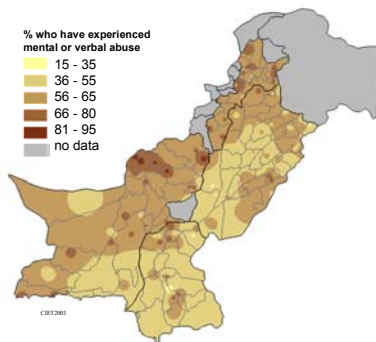 % who have experienced
mental or verbal abuse
15 - 35
36 - 55
56 - 65
66 - 80
81 - 95
no data
CIET2003